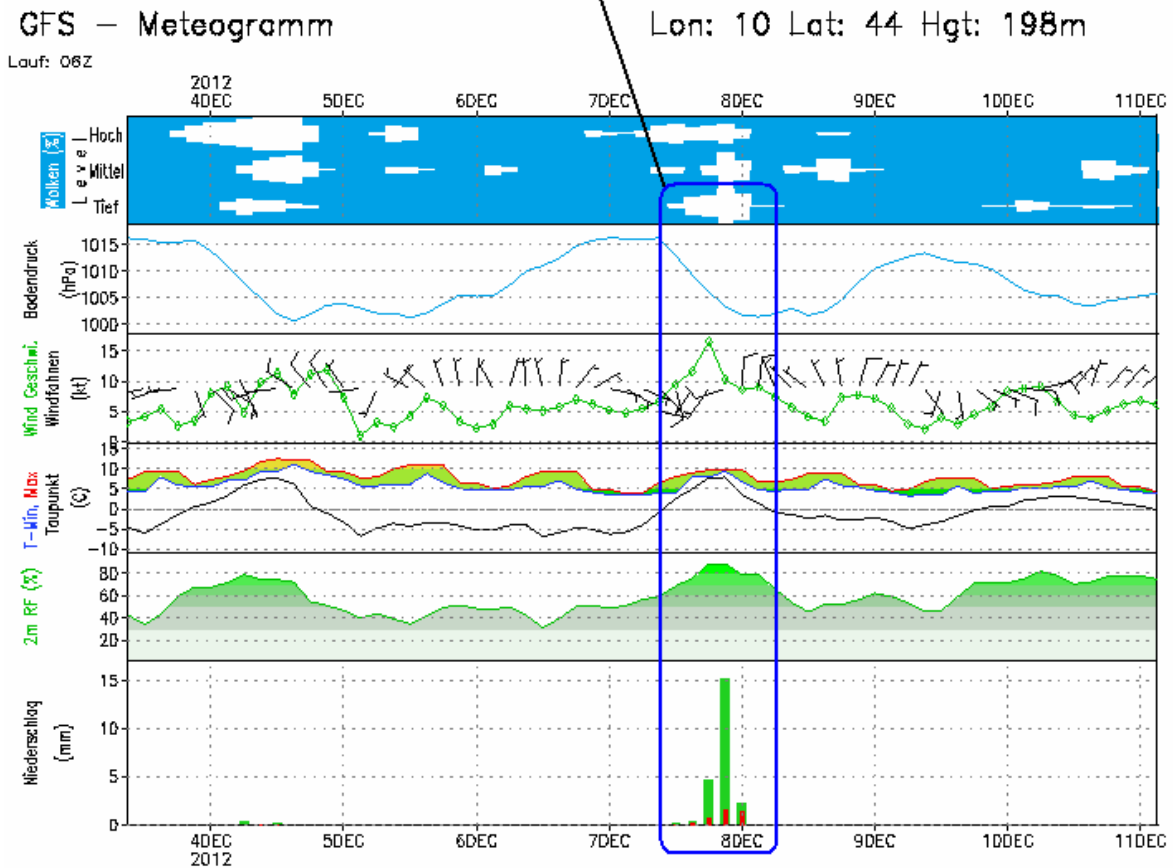 GFS – Meteogramm Lon: 10 Lat: 44 Hgt: 198m
Lauf: 06Z
2012
4DEC 5DEC 6DEC 7DEC 8DEC 9DEC 10DEC 11DEC
Wolken (%)
Level
Hoch
Mittel
Tief
Bodendruck
(hPa)
1015
1010
1005
1000
Wind Geschwi.
Windfahnen
(kt)
15
10
5
0
T-Min, Max
Taupunkt
(C)
15
10
5
0
-5
-10
2m RF (%)
80
60
40
20
Niederschlag
(mm)
15
10
5
0
4DEC 5DEC 6DEC 7DEC 8DEC 9DEC 10DEC 11DEC
2012